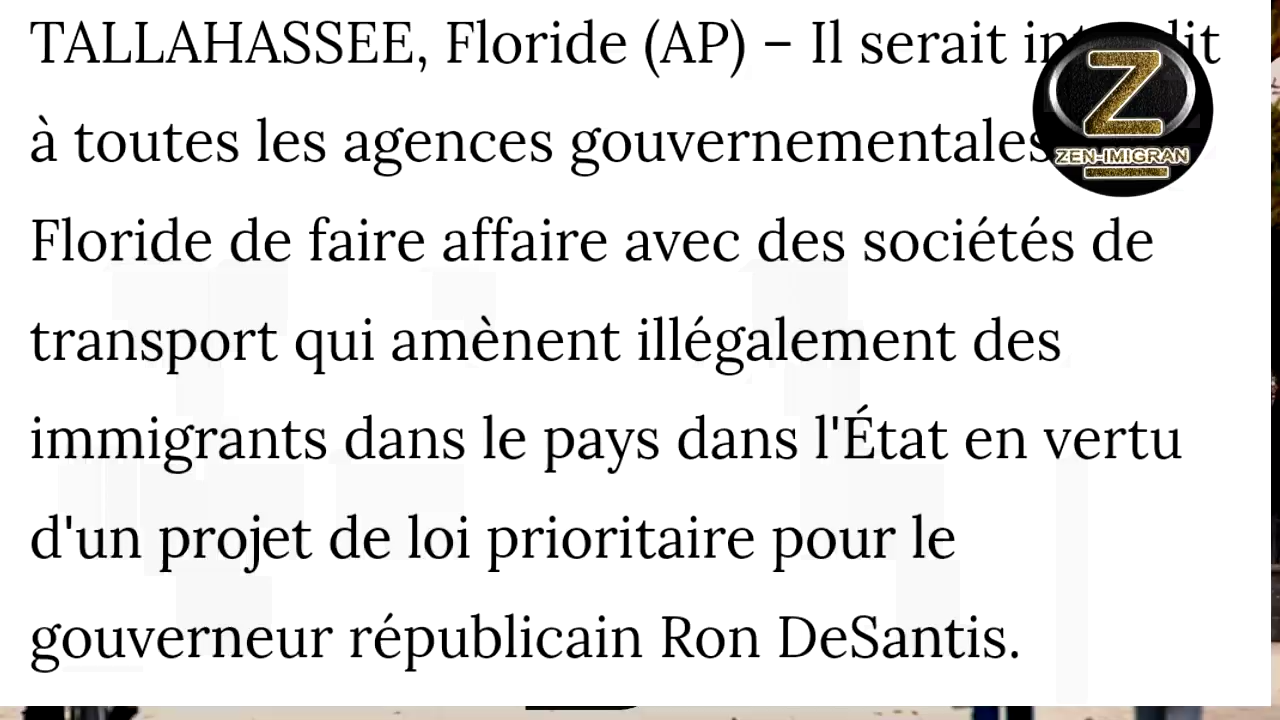 TALLAHASSEE, Floride (AP) – Il serait
à toutes les agences gouvernementales
Floride de faire affaire avec des sociétés de
transport qui amènent illégalement des
immigrants dans le pays dans l'État en vertu
d'un projet de loi prioritaire pour le
gouverneur républicain Ron DeSantis.
Z
ZEN-IMIGRAN